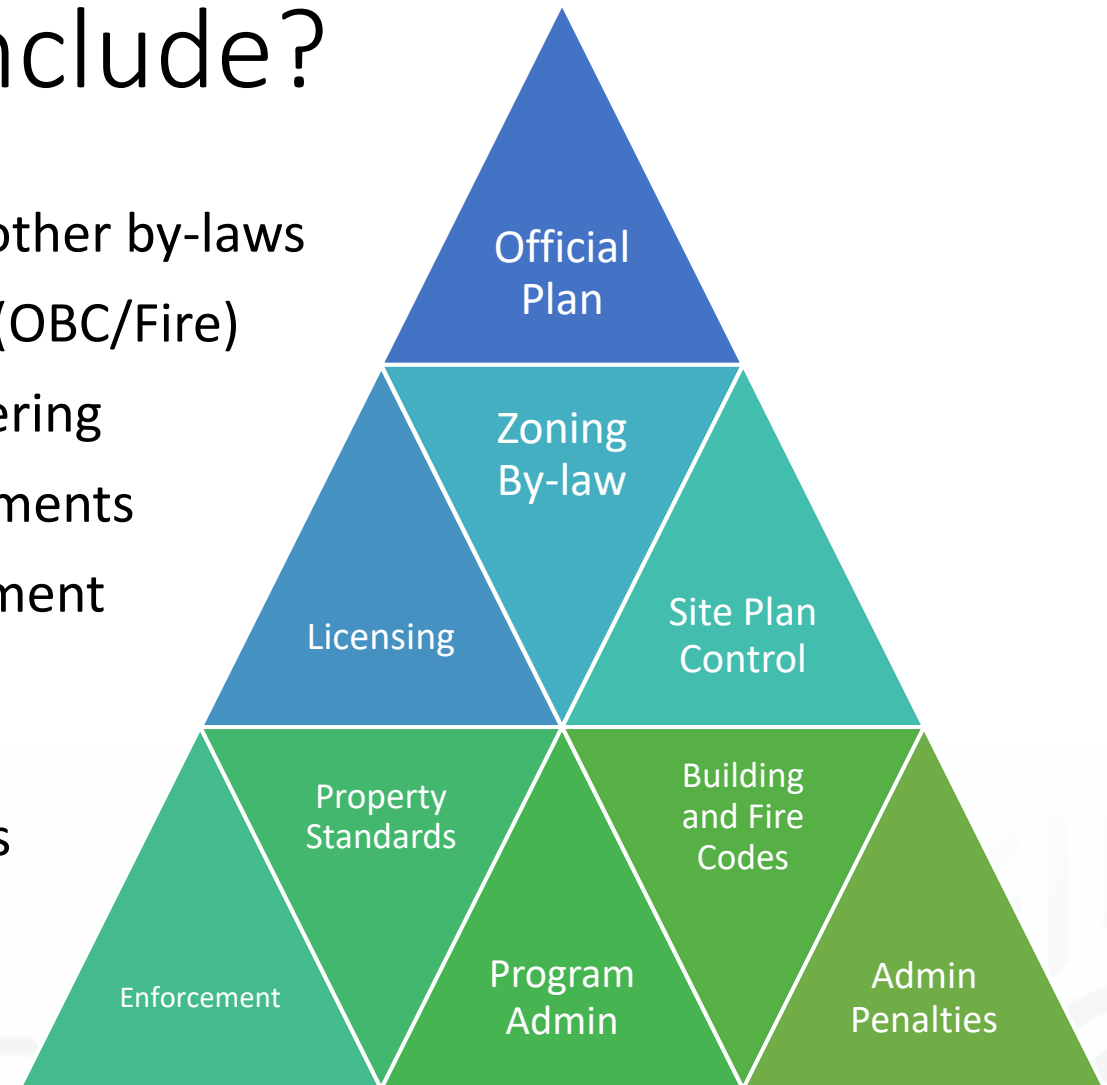 nclude?
other by-laws
(OBC/Fire)
ering
ments
ment
s
Official
Plan
Zoning
By-law
Licensing
Site Plan
Control
Property
Standards
Building
and Fire
Codes
Enforcement
Program
Admin
Admin
Penalties